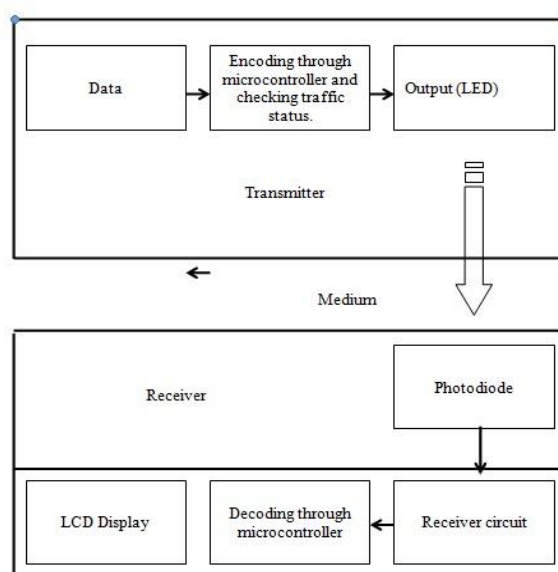 Data
Encoding through
microcontroller and
checking traffic
status.
Output (LED)
Transmitter
Medium
Receiver
Photodiode
LCD Display
Decoding through
microcontroller
Receiver circuit